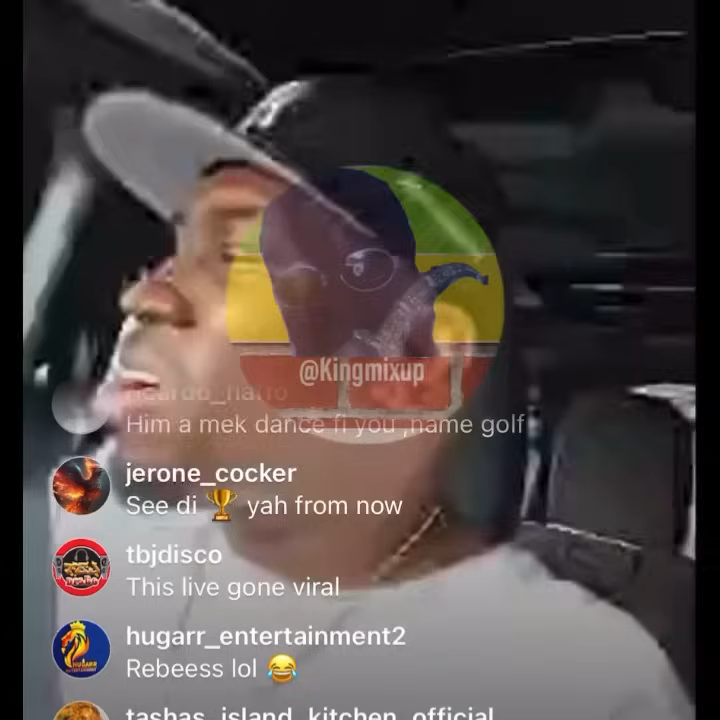 @Kingmixup
Him a mek dance fi you ,name golf
jerone_cocker
See di 🏆 yah from now
tbjdisco
This live gone viral
hugarr_entertainment2
Rebeess lol 😂
tashas_island_kitchen_official